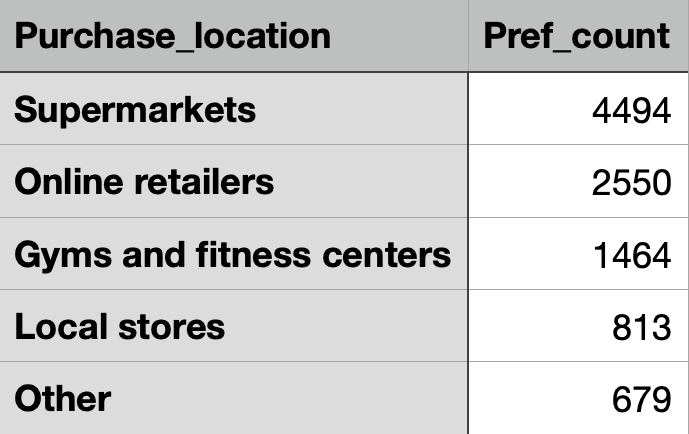 Purchase_location Pref_count
Supermarkets 4494
Online retailers 2550
Gyms and fitness centers 1464
Local stores 813
Other 679